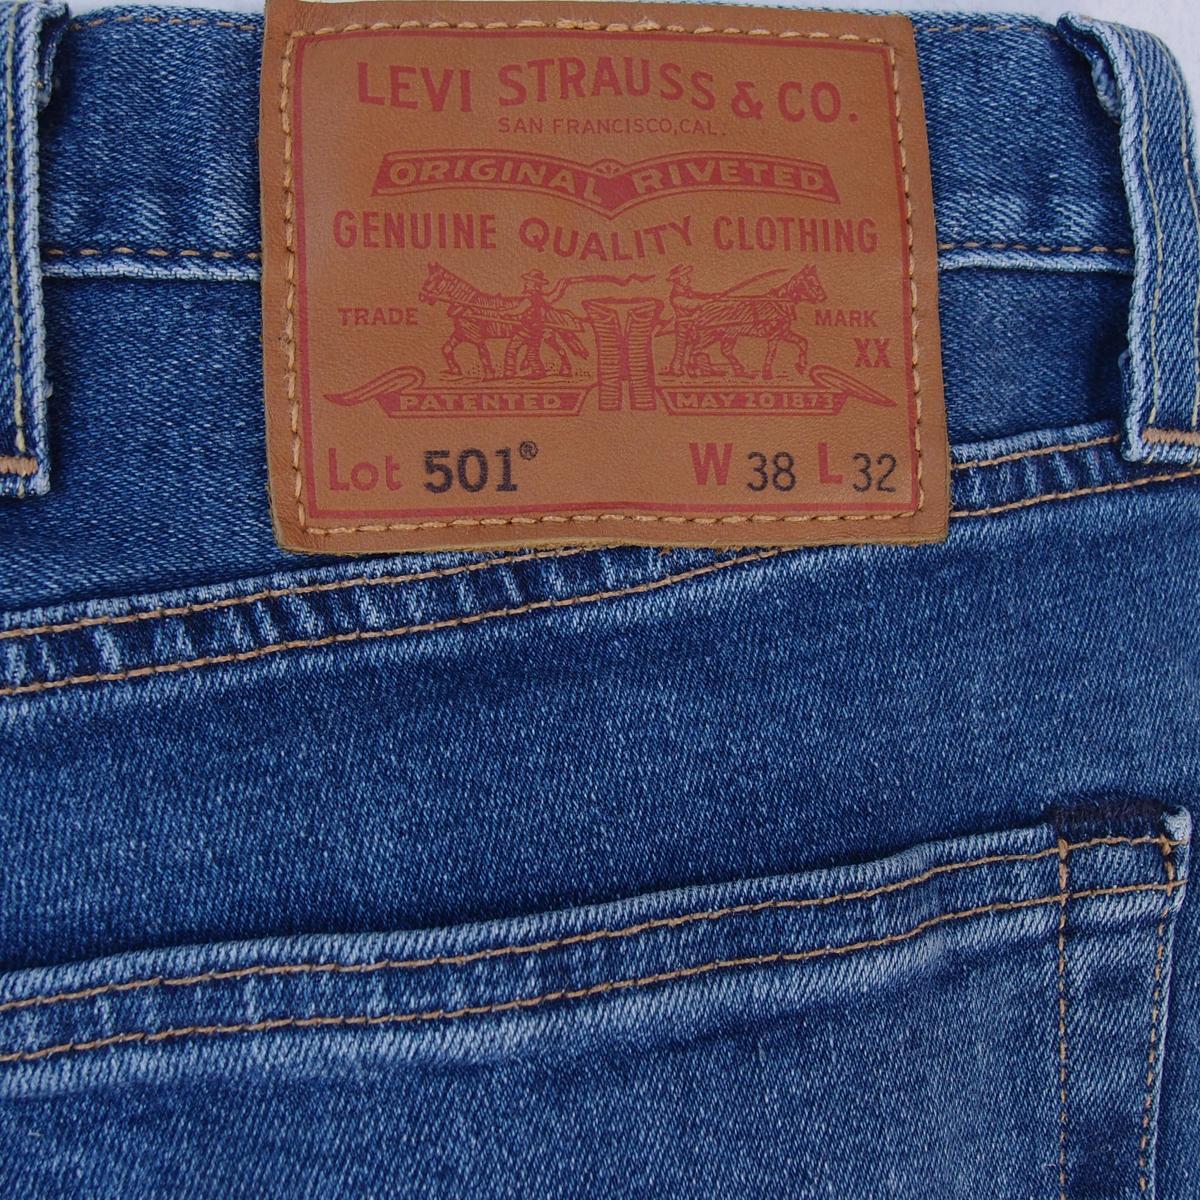 LEVI STRAUSS & CO.
SAN FRANCISCO, CAL.
ORIGINAL RIVETED
GENUINE QUALITY CLOTHING
TRADE MARK
XX
PATENTED MAY 20 1873
Lot 501® W 38 L 32